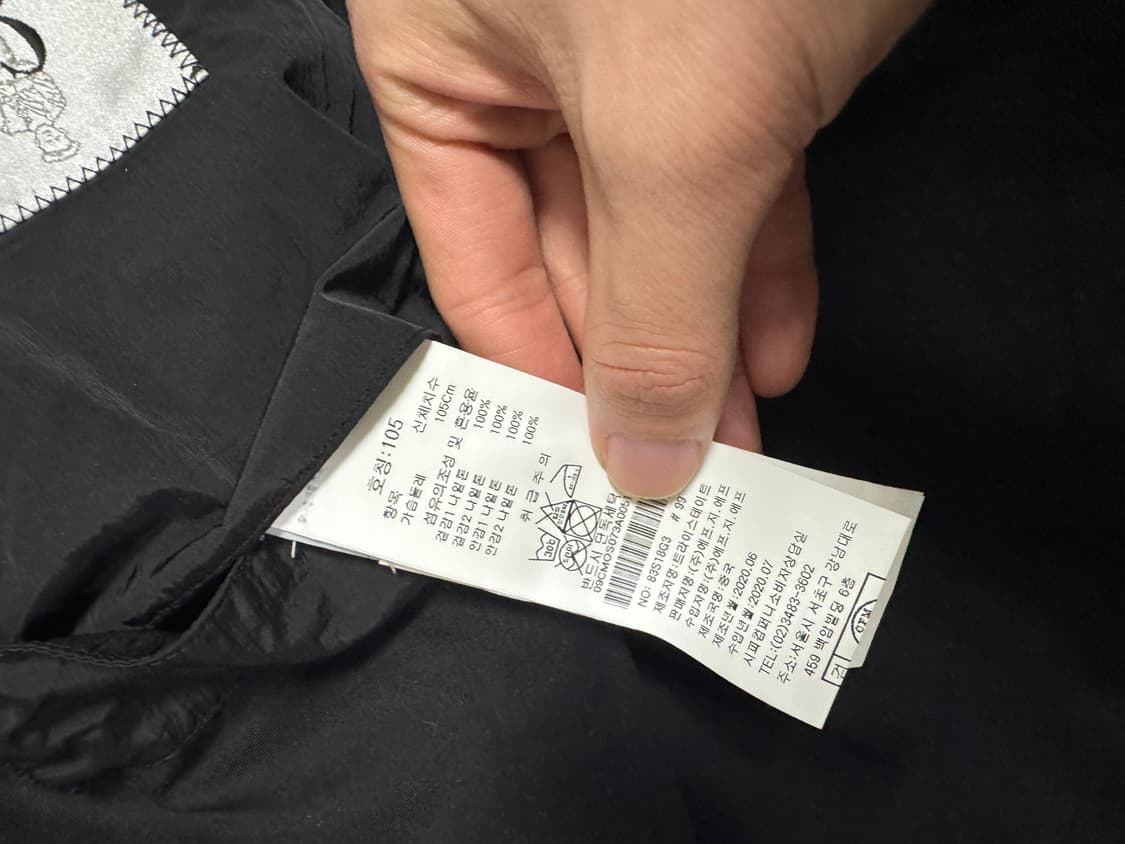 호칭:105
항목 신체치수
가슴둘레 105Cm
섬유의조성 및 혼용율
겉감1 나일론 100%
겉감2 나일론 100%
안감1 나일론 100%
안감2 나일론 100%
취 급 주 의
30b
반드시 단독세탁
09CMOS073A005
NO: 83S18G3 # 99
제조자명:트라이스테이트
판매자명:(주)에프.지.에프
수입자명:(주)에프.지.에프
제조국명:중국
제조년월:2020.06
수입년월:2020.07
시피컴퍼니소비자상담실
TEL:(02)3483-3602
주소:서울시 서초구 강남대로
459 백암빌딩 6층
검